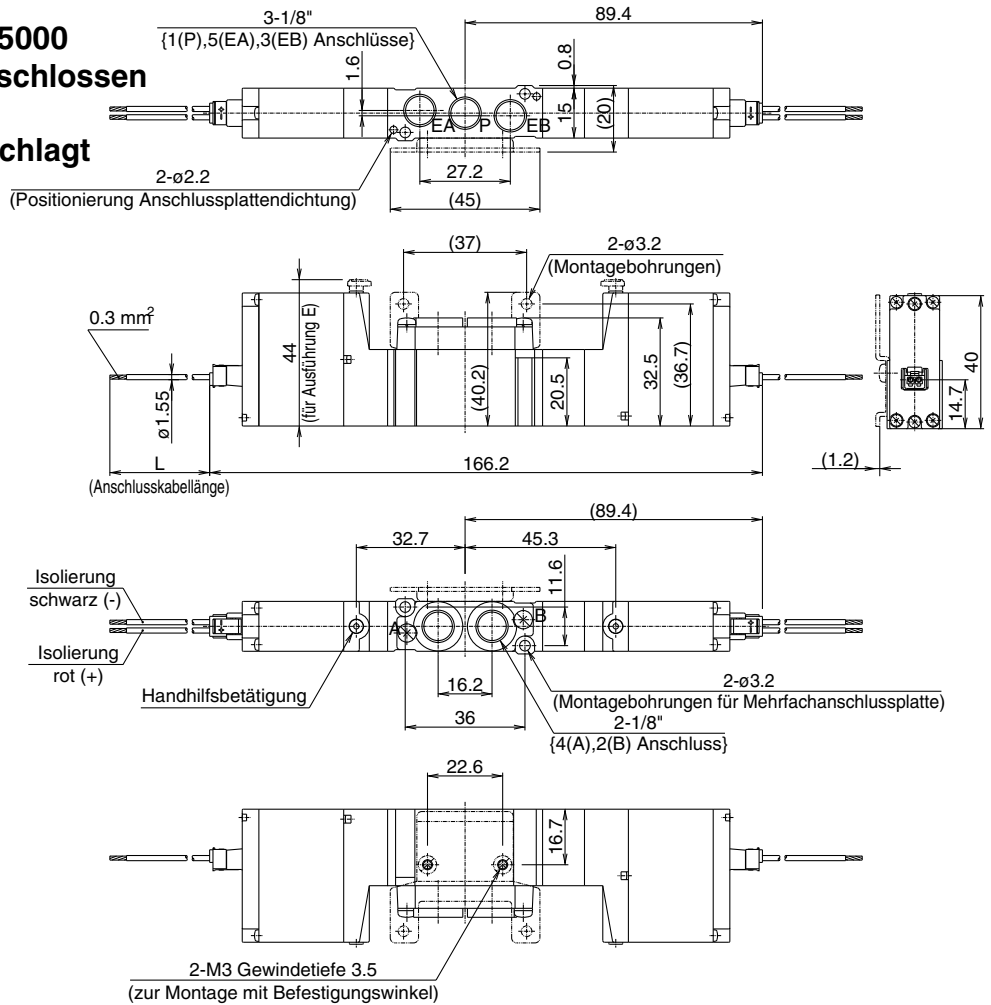 5000
schlossen
chlagt
3-1/8"
{1(P),5(EA),3(EB) Anschlüsse}
89.4
1.6
0.8
15
(20)
EA
P
EB
2-ø2.2
(Positionierung Anschlussplattendichtung)
27.2
(45)
(37)
2-ø3.2
(Montagebohrungen)
0.3 mm²
44
(für Ausführung E)
(40.2)
20.5
32.5
(36.7)
40
14.7
ø1.55
L
(Anschlusskabellänge)
166.2
(1.2)
(89.4)
32.7
45.3
11.6
Isolierung
schwarz (-)
A
B
Isolierung
rot (+)
Handhilfsbetätigung
16.2
36
2-ø3.2
(Montagebohrungen für Mehrfachanschlussplatte)
2-1/8"
{4(A),2(B) Anschluss}
22.6
16.7
2-M3 Gewindetiefe 3.5
(zur Montage mit Befestigungswinkel)